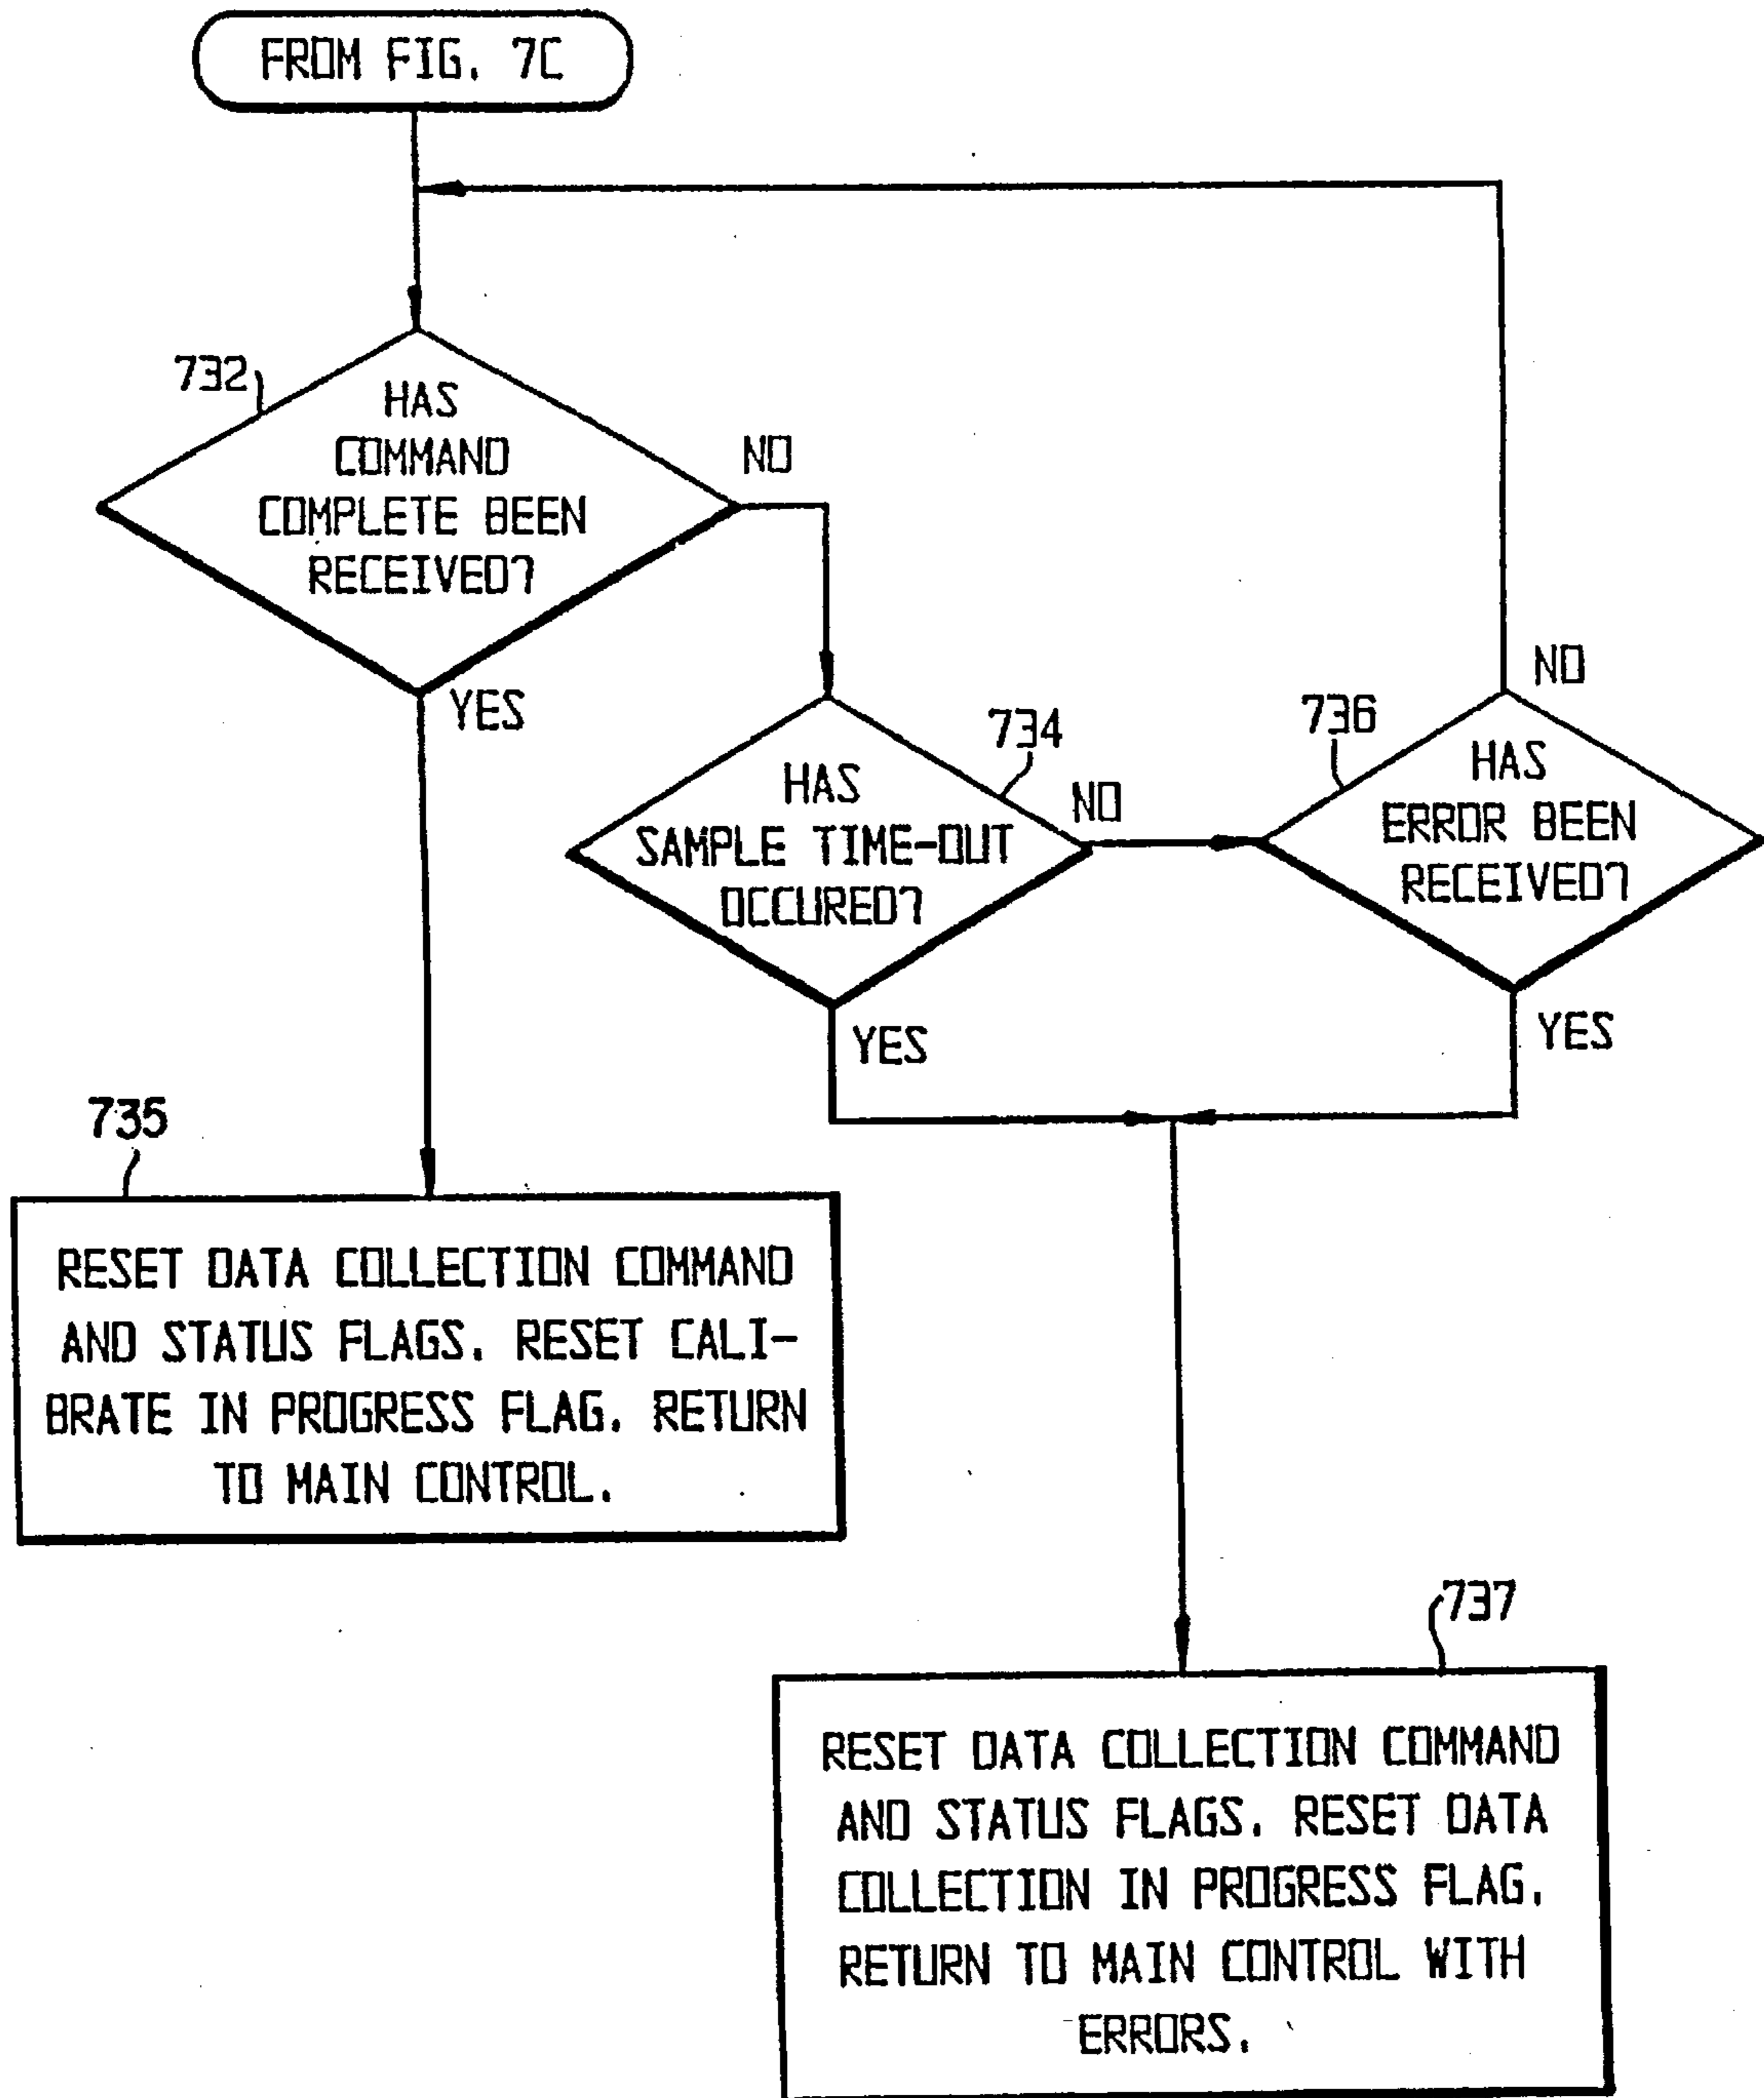 FROM FIG. 7C
732
HAS
COMMAND
COMPLETE BEEN
RECEIVED?
NO
YES
734
HAS
SAMPLE TIME-OUT
OCCURED?
NO
YES
736
HAS
ERROR BEEN
RECEIVED?
NO
YES
735
RESET DATA COLLECTION COMMAND
AND STATUS FLAGS. RESET CALI-
BRATE IN PROGRESS FLAG. RETURN
TO MAIN CONTROL.
737
RESET DATA COLLECTION COMMAND
AND STATUS FLAGS. RESET DATA
COLLECTION IN PROGRESS FLAG.
RETURN TO MAIN CONTROL WITH
ERRORS.